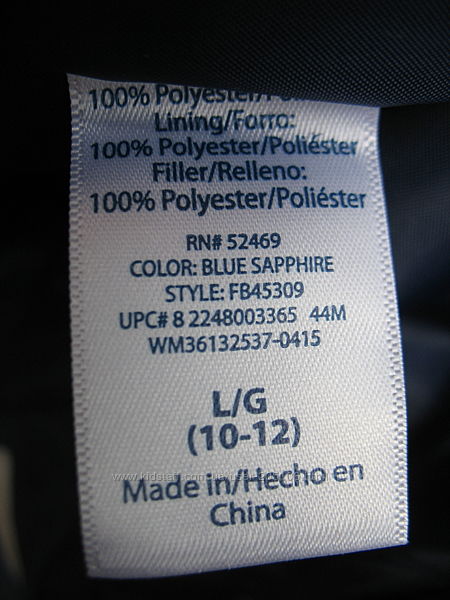 100% Polyester/
Lining/Forro:
100% Polyester/Poliéster
Filler/Relleno:
100% Polyester/Poliéster
RN# 52469
COLOR: BLUE SAPPHIRE
STYLE: FB45309
UPC# 8 2248003365 44M
WM36132537-0415
L/G
(10-12)
Made in/Hecho en
China